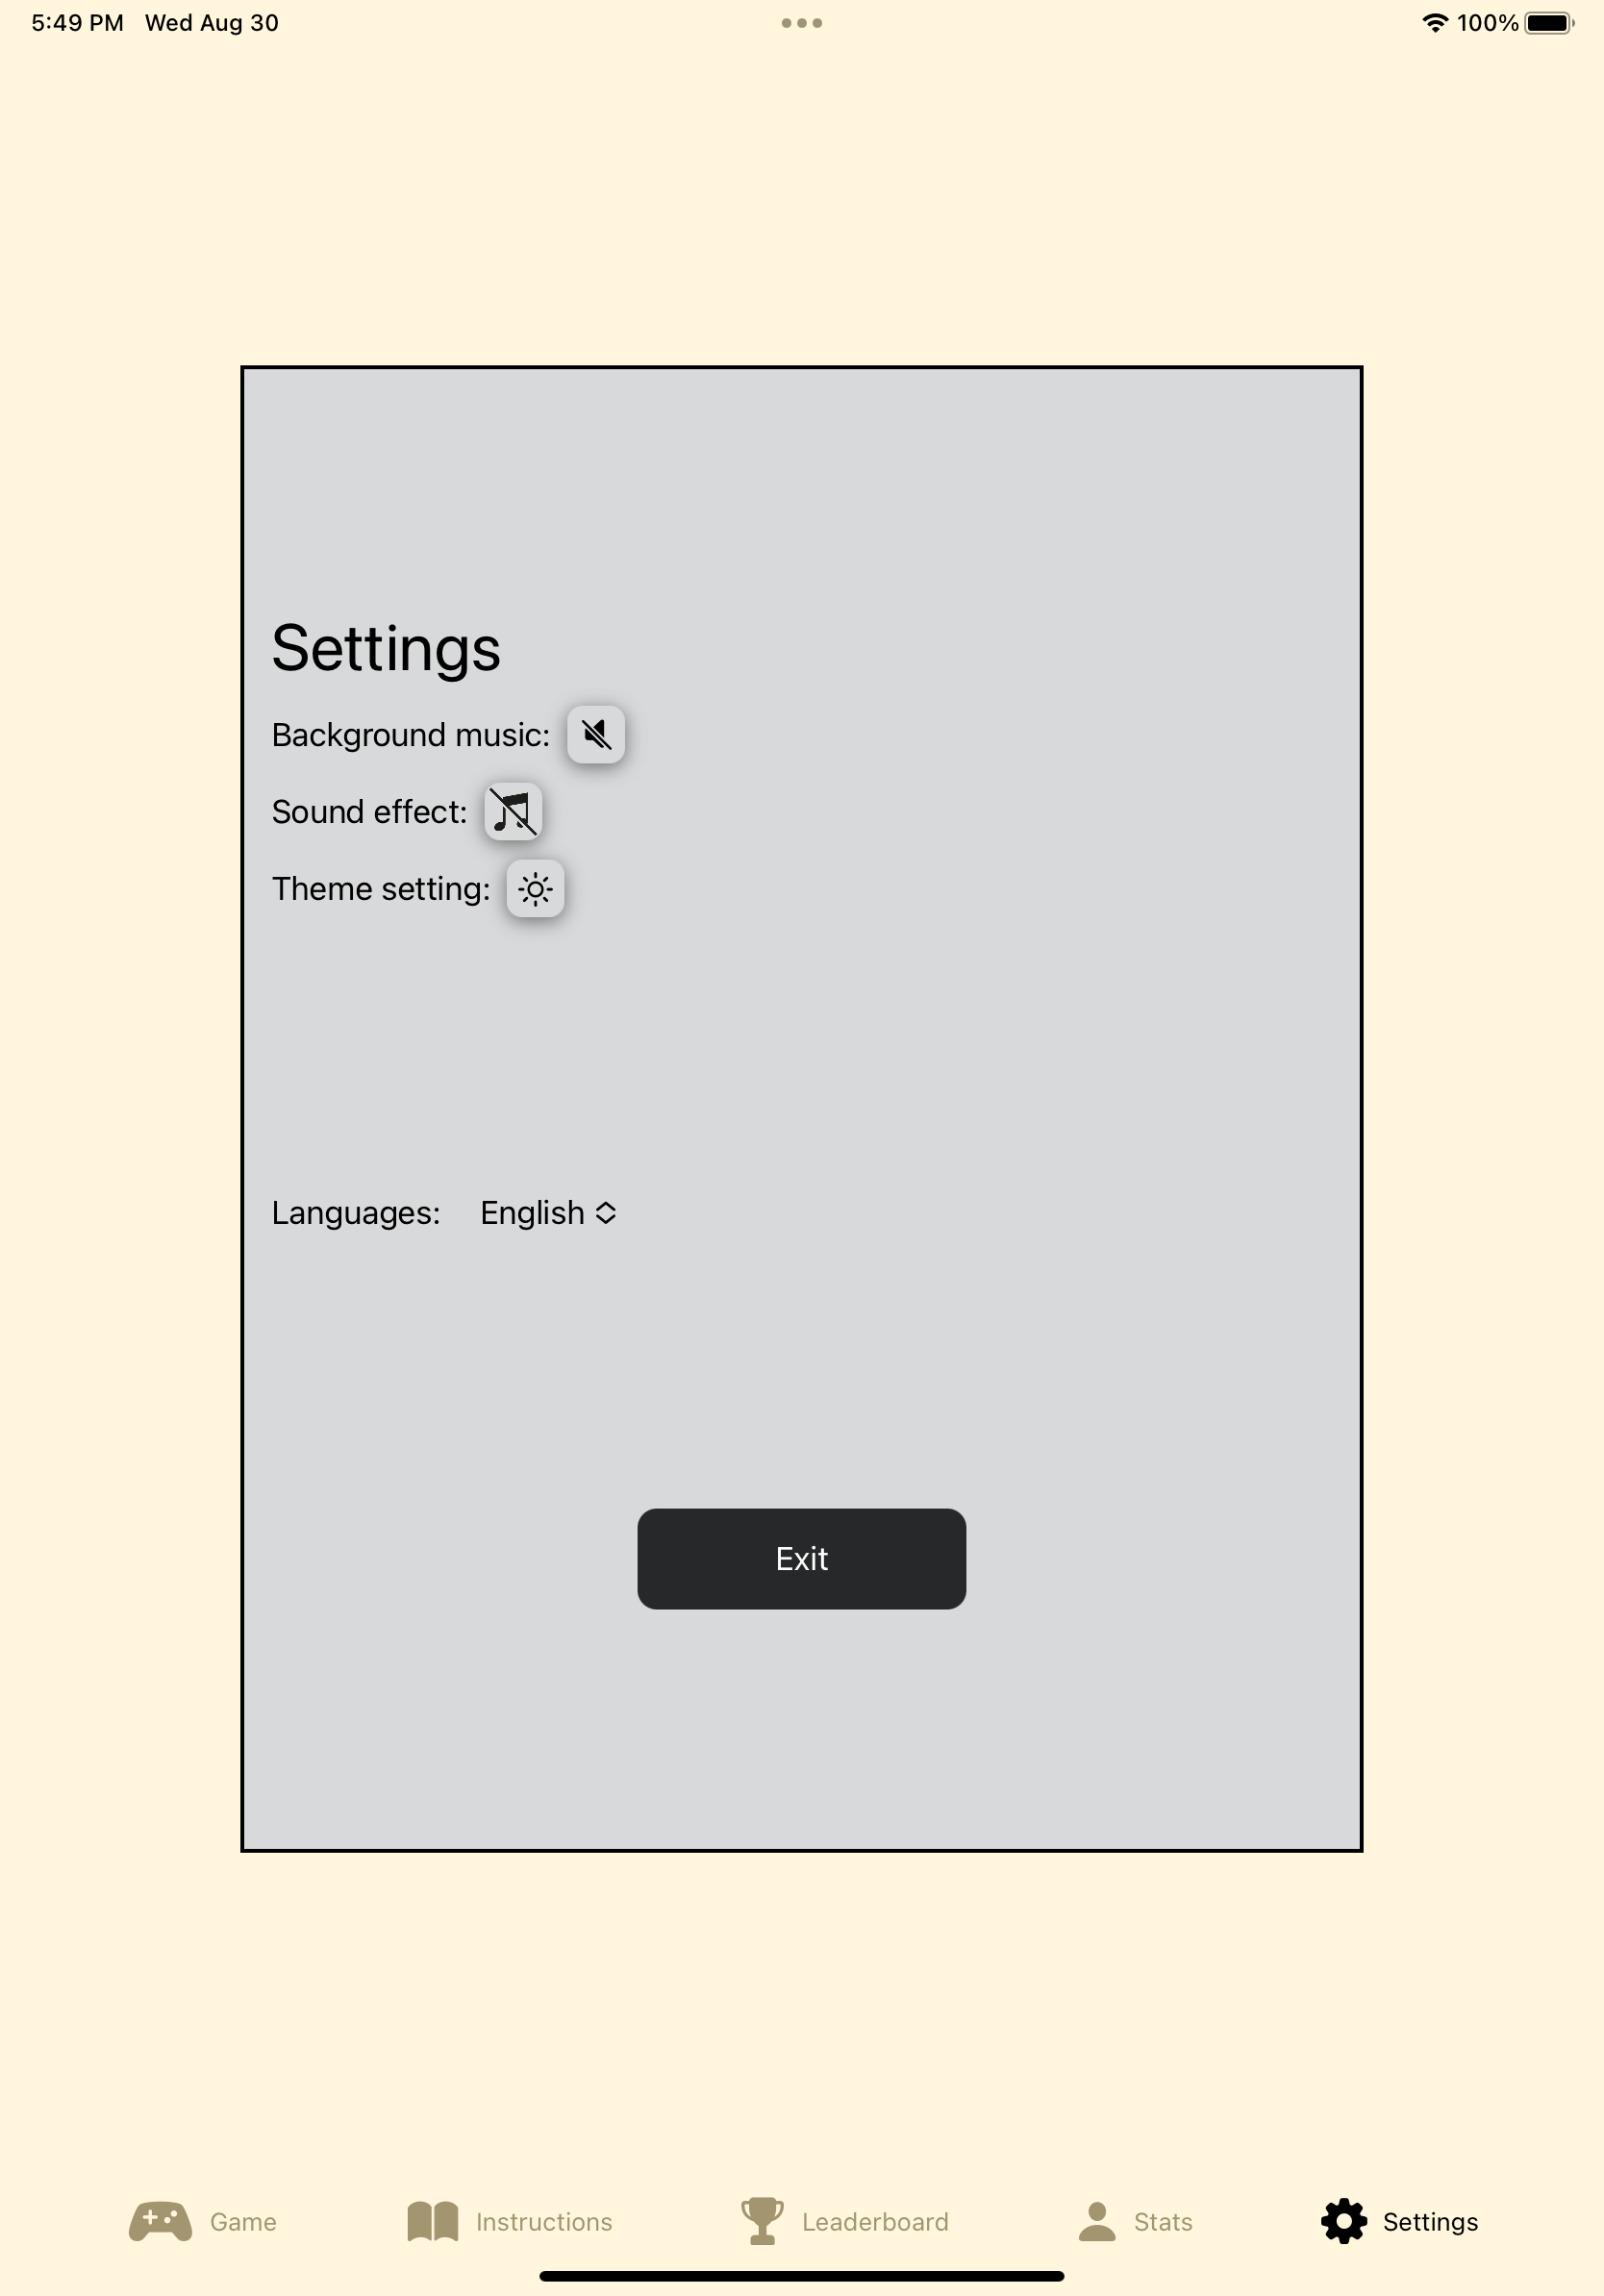 5:49 PM Wed Aug 30 100%
Settings
Background music:
Sound effect:
Theme setting:
Languages: English
Exit
Game Instructions Leaderboard Stats Settings